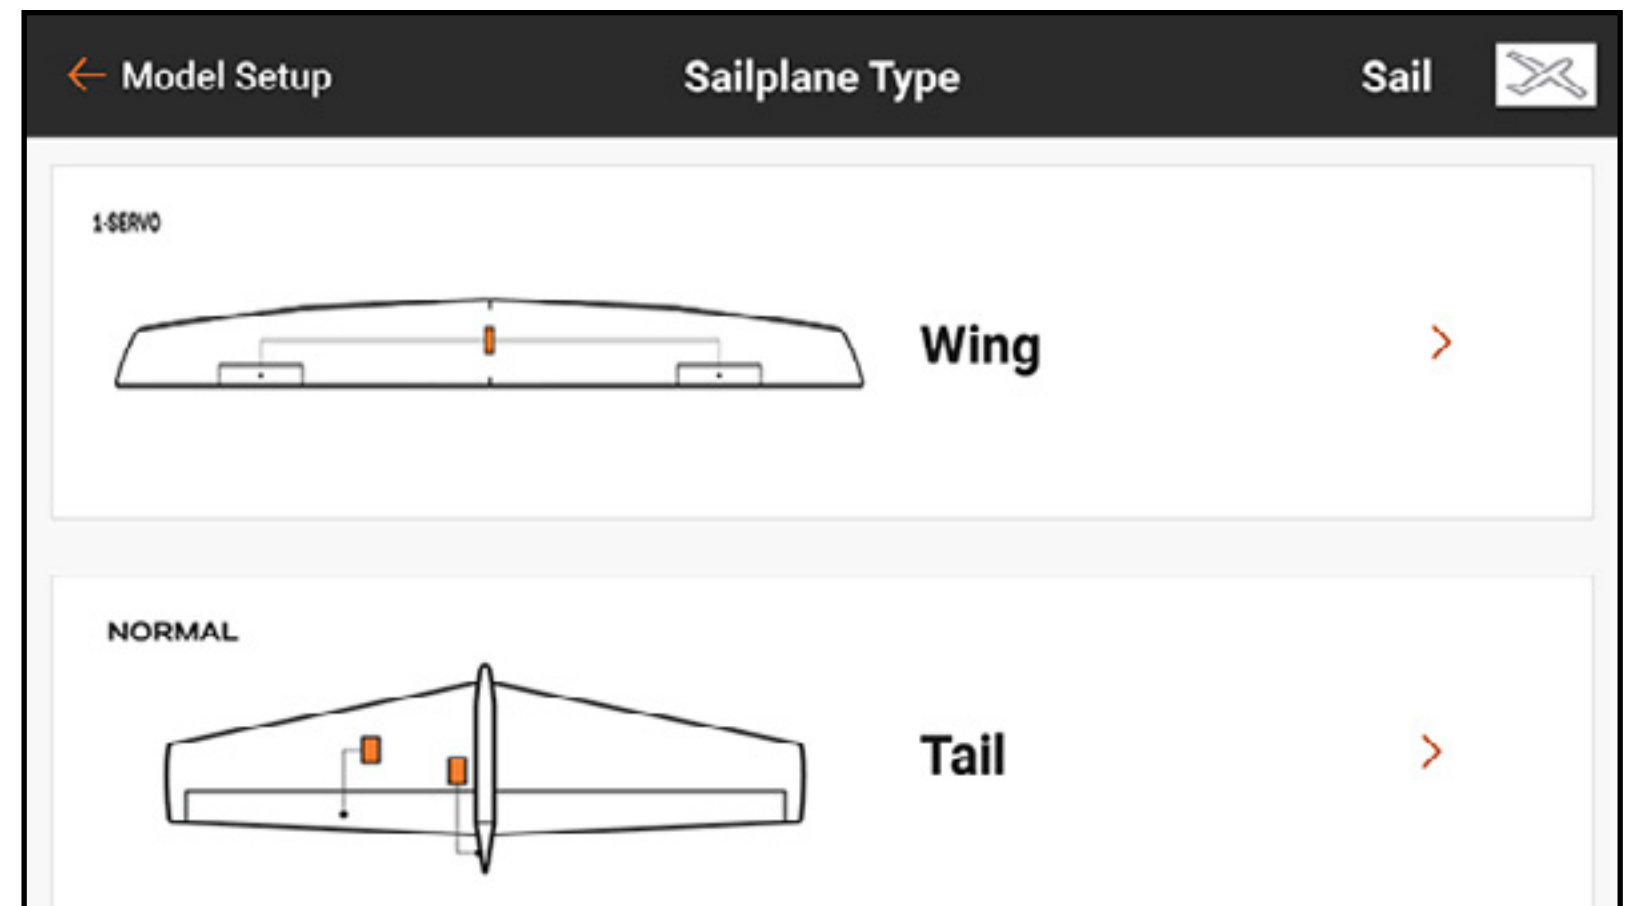 Model Setup
Sailplane Type
Sail
1-SERVO
Wing
NORMAL
Tail